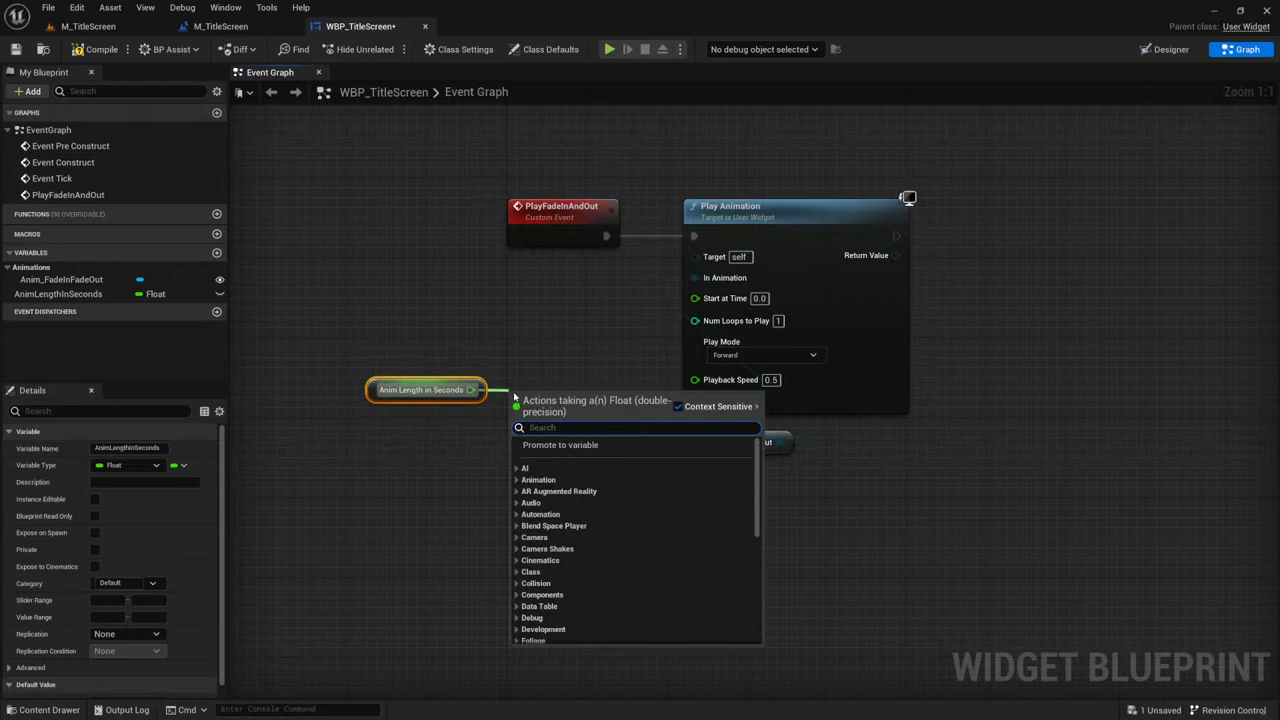 File Edit Asset View Debug Window Tools Help
M_TitleScreen M_TitleScreen WBP_TitleScreen• Parent class: User Widget
Compile BP Assist Diff Find Hide Unrelated Class Settings Class Defaults No debug object selected Designer Graph
My Blueprint Event Graph
Add Search WBP_TitleScreen Event Graph Zoom 1:1
GRAPHS
EventGraph
Event Pre Construct
Event Construct
Event Tick
PlayFadeInAndOut
FUNCTIONS (36 OVERRIDABLE)
MACROS
VARIABLES
Animations
Anim_FadeInFadeOut
AnimLengthInSeconds Float
EVENT DISPATCHERS
PlayFadeInAndOut
Custom Event
Play Animation
Target is User Widget
Target self Return Value
In Animation
Start at Time 0.0
Num Loops to Play 1
Play Mode
Forward
Playback Speed 0.5
Anim Length in Seconds
Actions taking a(n) Float (double-
precision)
Context Sensitive
Search
Promote to variable
AI
Animation
AR Augmented Reality
Audio
Automation
Blend Space Player
Camera
Camera Shakes
Cinematics
Class
Collision
Components
Data Table
Debug
Development
Foliage
ut
Details
Search
Variable
Variable Name AnimLengthInSeconds
Variable Type Float
Description
Instance Editable
Blueprint Read Only
Expose on Spawn
Private
Expose to Cinematics
Category Default
Slider Range
Value Range
Replication None
Replication Condition None
Advanced
Default Value
WIDGET BLUEPRINT
Content Drawer Output Log Cmd Enter Console Command 1 Unsaved Revision Control